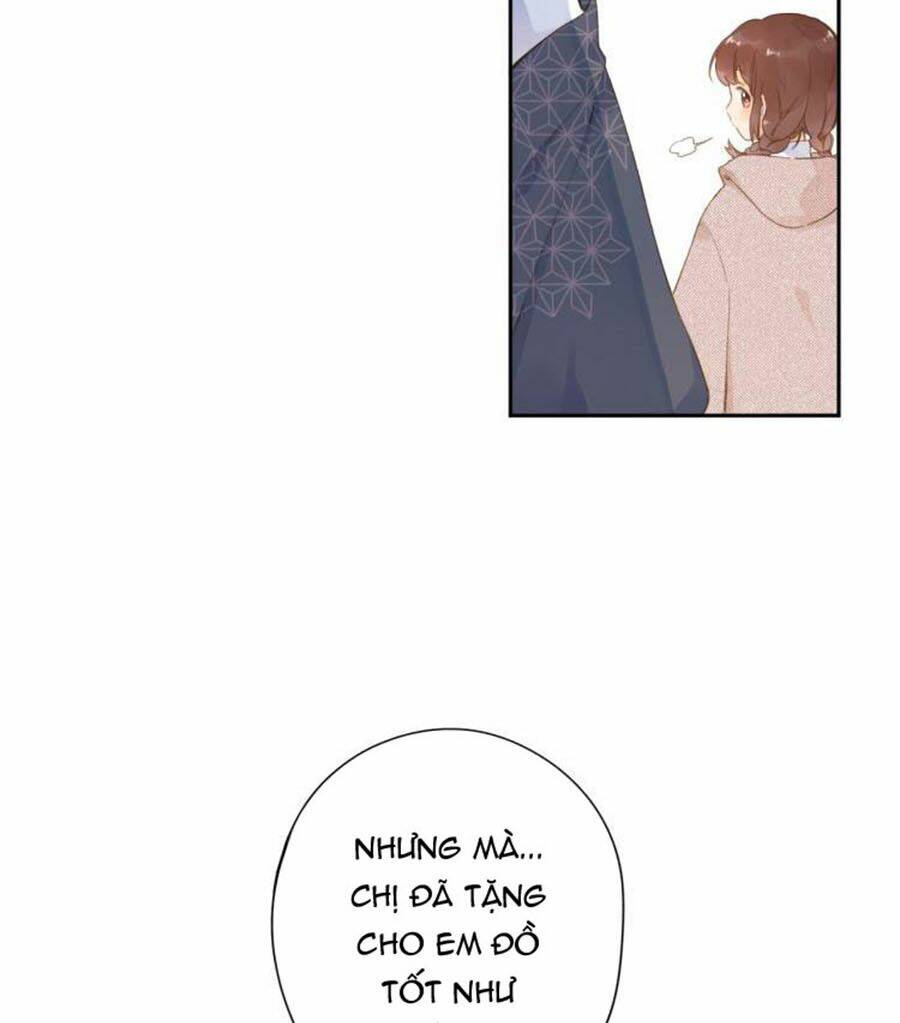 NHƯNG MÀ...
CHỊ ĐÃ TẶNG
CHO EM ĐỒ
TỐT NHƯ